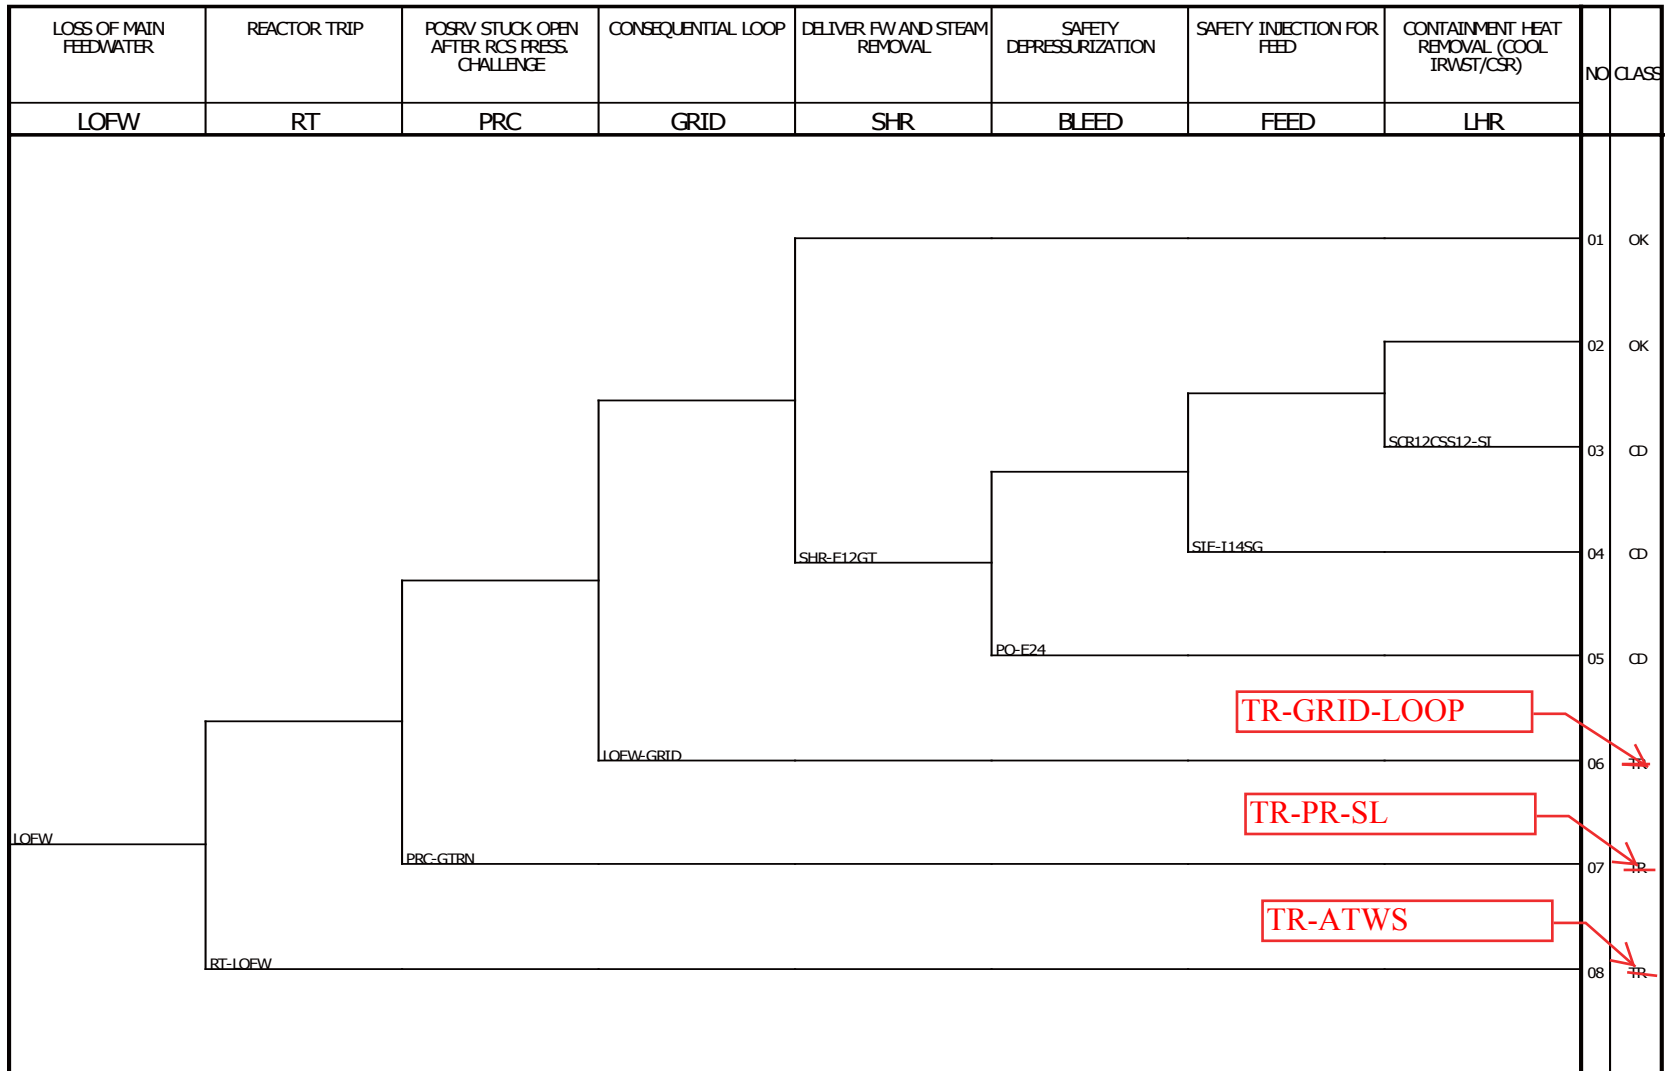 LOSS OF MAIN
FEEDWATER
REACTOR TRIP
POSRV STUCK OPEN
AFTER RCS PRESS.
CHALLENGE
CONSEQUENTIAL LOOP
DELIVER FW AND STEAM
REMOVAL
SAFETY
DEPRESSURIZATION
SAFETY INJECTION FOR
FEED
CONTAINMENT HEAT
REMOVAL (COOL
IRWST/CSR)
NO
CLASS
LOFW
RT
PRC
GRID
SHR
BLEED
FEED
LHR
01 OK
02 OK
SCR12CSS12-SI
03 CD
SHR-F12GT
SIF-I14SG
04 CD
PO-F24
05 CD
TR-GRID-LOOP
LOFW-GRID
06 TR
TR-PR-SL
LOFW
PRC-GTRN
07 TR
TR-ATWS
RT-LOFW
08 TR